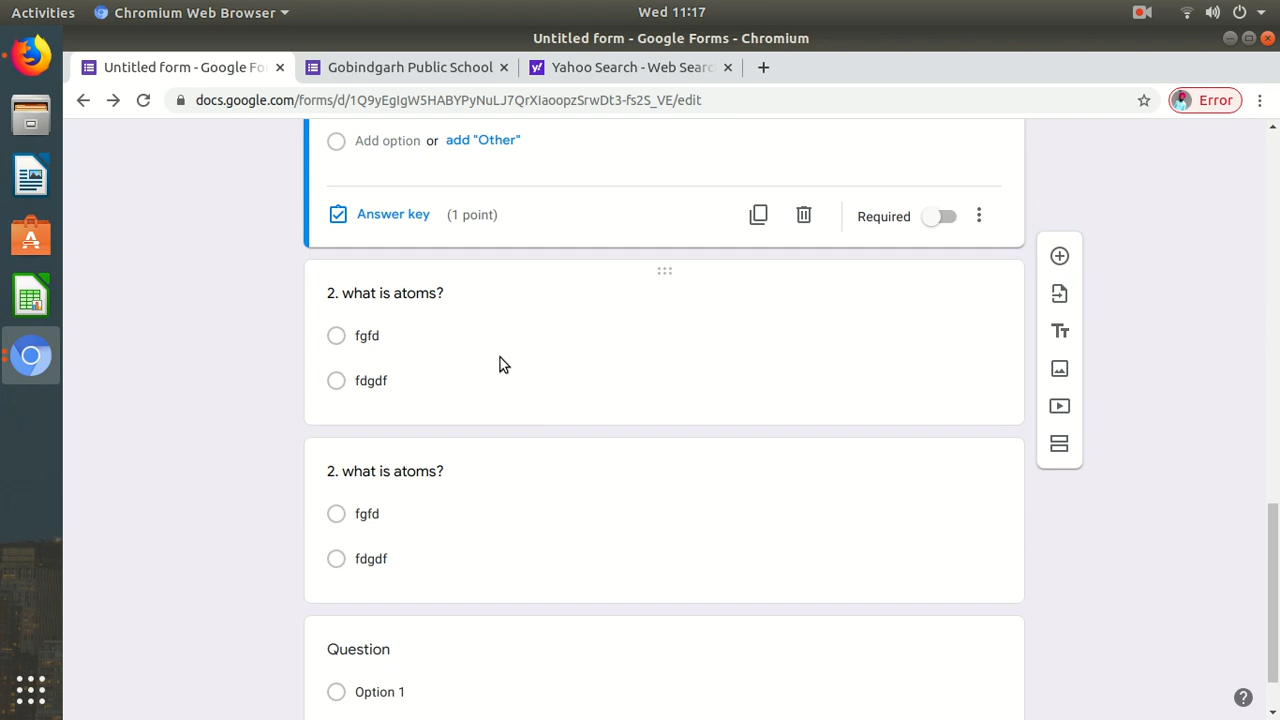 Activities
Chromium Web Browser
Wed 11:17
Untitled form - Google Forms - Chromium
Untitled form - Google Fo
Gobindgarh Public School
Yahoo Search - Web Searc
docs.google.com/forms/d/1Q9yEgIgW5HABYPyNuLJ7QrXIaoopzSrwDt3-fs2S_VE/edit
Error
Add option or add "Other"
Answer key (1 point)
Required
2. what is atoms?
fgfd
fdgdf
2. what is atoms?
fgfd
fdgdf
Question
Option 1